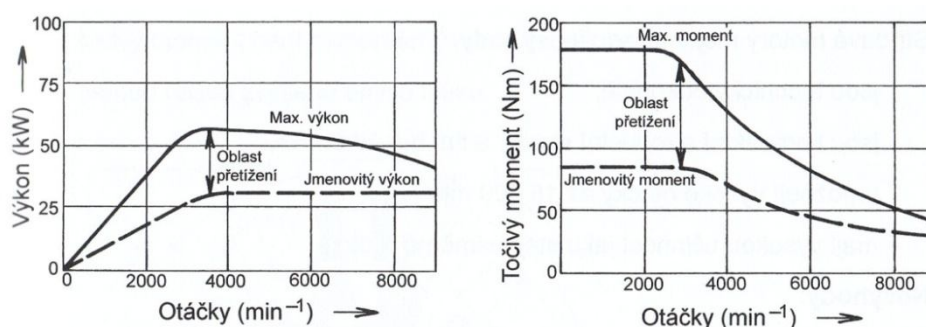 100
75
50
25
0
Výkon (kW)
Max. výkon
Oblast
přetížení
Jmenovitý výkon
0
2000
4000
6000
8000
Otáčky (min⁻¹)
200
150
100
50
0
Točivý moment (Nm)
Max. moment
Oblast
přetížení
Jmenovitý moment
0
2000
4000
6000
8000
Otáčky (min⁻¹)